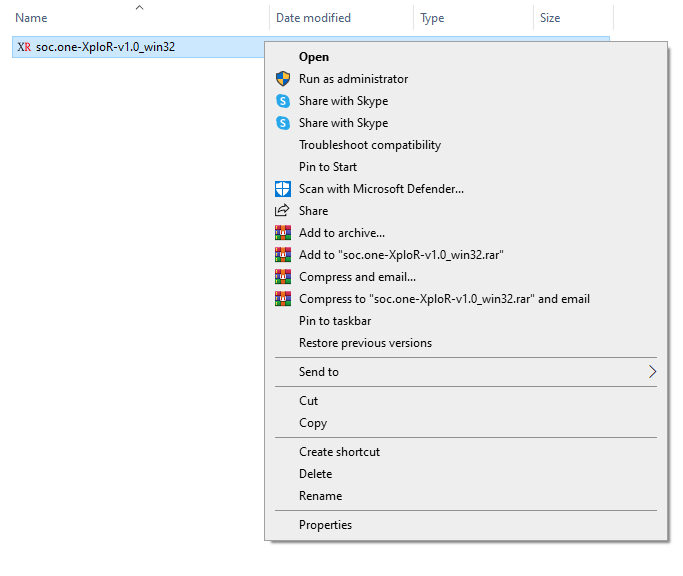 Name Date modified Type Size
XR soc.one-XploR-v1.0_win32
Open
Run as administrator
Share with Skype
Share with Skype
Troubleshoot compatibility
Pin to Start
Scan with Microsoft Defender...
Share
Add to archive...
Add to "soc.one-XploR-v1.0_win32.rar"
Compress and email...
Compress to "soc.one-XploR-v1.0_win32.rar" and email
Pin to taskbar
Restore previous versions
Send to
Cut
Copy
Create shortcut
Delete
Rename
Properties